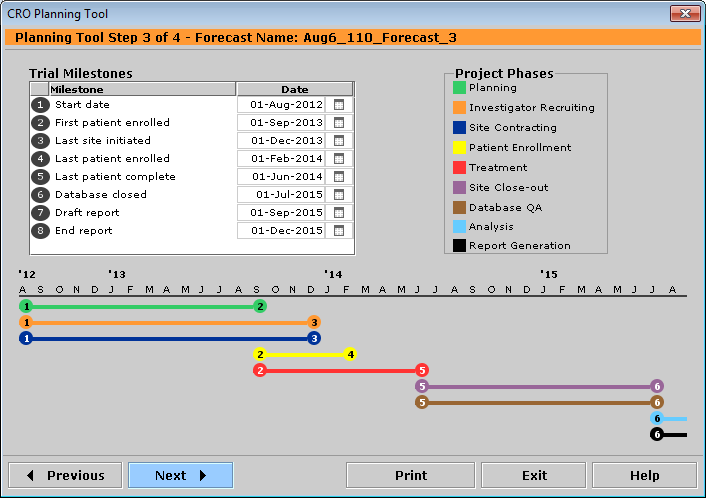 CRO Planning Tool
Planning Tool Step 3 of 4 - Forecast Name: Aug6_110_Forecast_3
Trial Milestones
Milestone Date
1 Start date 01-Aug-2012
2 First patient enrolled 01-Sep-2013
3 Last site initiated 01-Dec-2013
4 Last patient enrolled 01-Feb-2014
5 Last patient complete 01-Jun-2014
6 Database closed 01-Jul-2015
7 Draft report 01-Sep-2015
8 End report 01-Dec-2015
Project Phases
Planning
Investigator Recruiting
Site Contracting
Patient Enrollment
Treatment
Site Close-out
Database QA
Analysis
Report Generation
'12 '13 '14 '15
A S O N D J F M A M J J A S O N D J F M A M J J A S O N D J F M A M J J A
1 2
1 3
1 3
2 4
2 5
5 6
5 6
6
6
Previous Next Print Exit Help